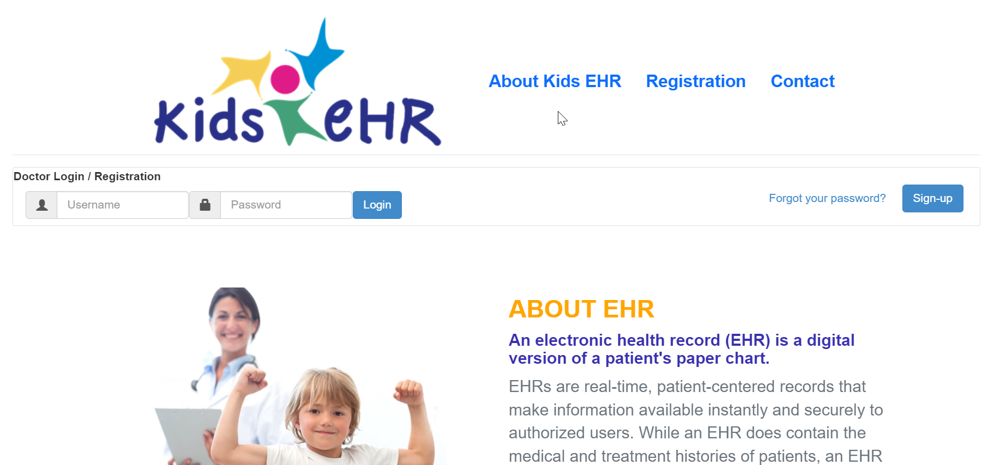 kids eHR
About Kids EHR Registration Contact
Doctor Login / Registration
Username Password Login Forgot your password? Sign-up
ABOUT EHR
An electronic health record (EHR) is a digital
version of a patient's paper chart.
EHRs are real-time, patient-centered records that
make information available instantly and securely to
authorized users. While an EHR does contain the
medical and treatment histories of patients, an EHR